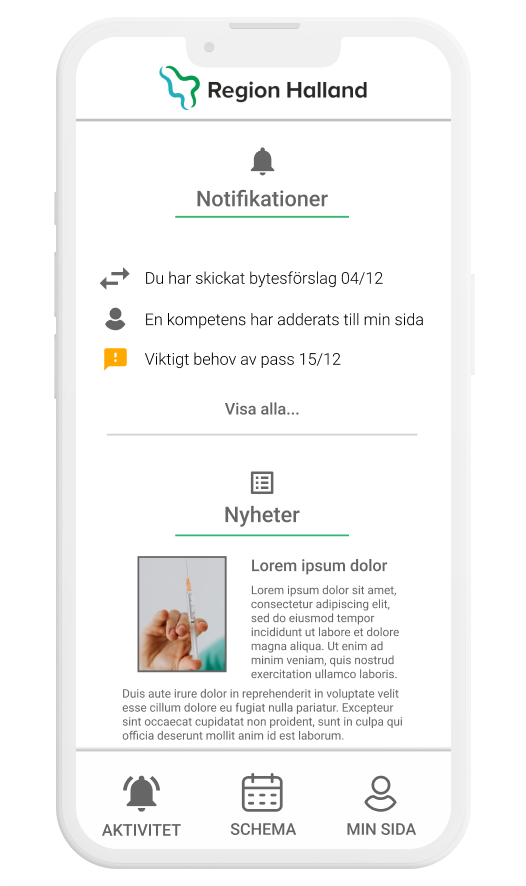 Region Halland
Notifikationer
Du har skickat bytesförslag 04/12
En kompetens har adderats till min sida
Viktigt behov av pass 15/12
Visa alla...
Nyheter
Lorem ipsum dolor
Lorem ipsum dolor sit amet,
consectetur adipiscing elit,
sed do eiusmod tempor
incididunt ut labore et dolore
magna aliqua. Ut enim ad
minim veniam, quis nostrud
exercitation ullamco laboris.
Duis aute irure dolor in reprehenderit in voluptate velit
esse cillum dolore eu fugiat nulla pariatur. Excepteur
sint occaecat cupidatat non proident, sunt in culpa qui
officia deserunt mollit anim id est laborum.
AKTIVITET
SCHEMA
MIN SIDA